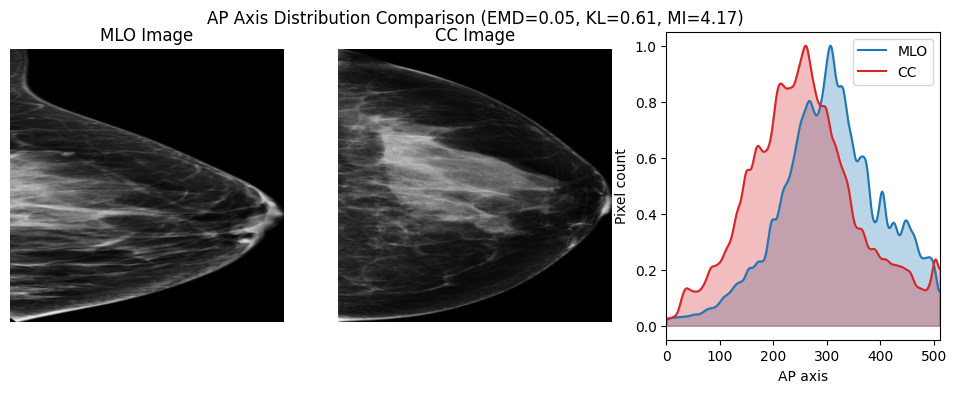 AP Axis Distribution Comparison (EMD=0.05, KL=0.61, MI=4.17)
MLO Image
CC Image
MLO
CC
Pixel count
1.0
0.8
0.6
0.4
0.2
0.0
0 100 200 300 400 500
AP axis